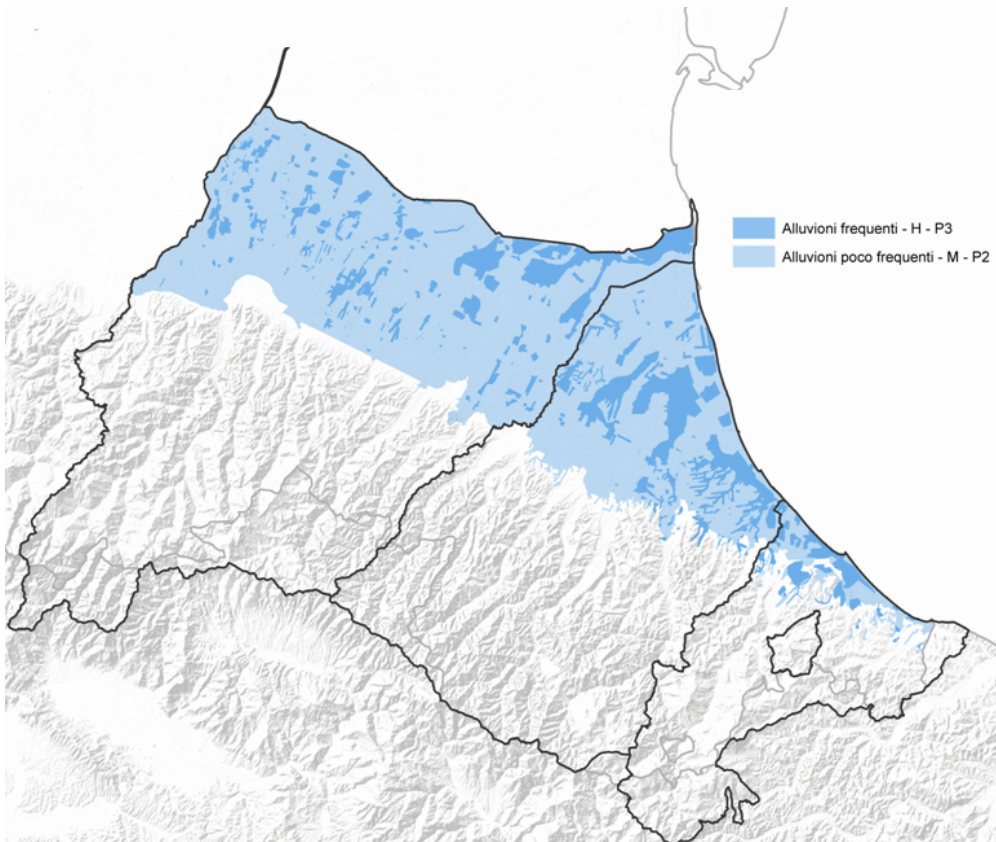 Alluvioni frequenti - H - P3
Alluvioni poco frequenti - M - P2